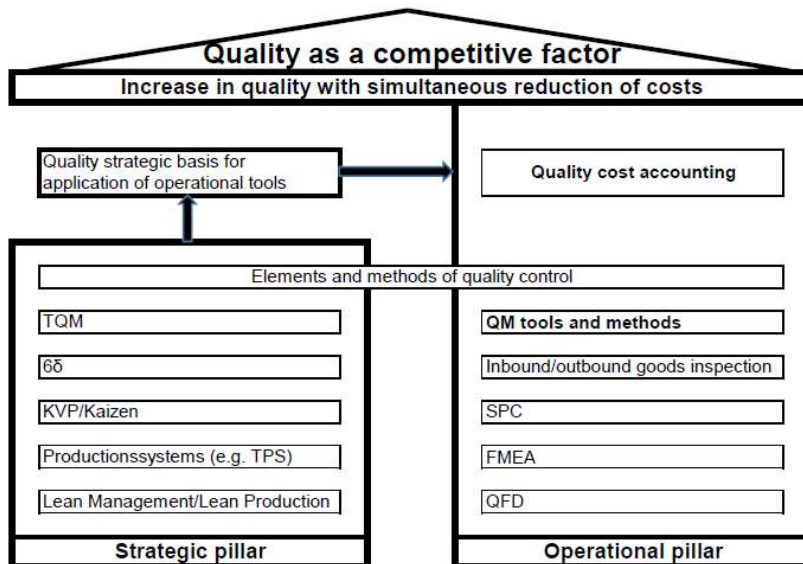 Quality as a competitive factor
Increase in quality with simultaneous reduction of costs
Quality strategic basis for
application of operational tools
Quality cost accounting
Elements and methods of quality control
TQM
6δ
KVP/Kaizen
Productionssystems (e.g. TPS)
Lean Management/Lean Production
Strategic pillar
QM tools and methods
Inbound/outbound goods inspection
SPC
FMEA
QFD
Operational pillar